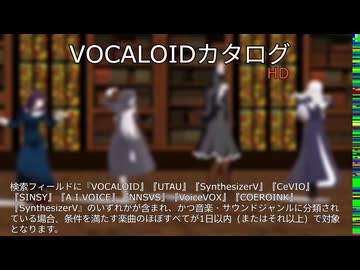 VOCALOIDカタログ
HD
検索フィールドに『VOCALOID』『UTAU』『SynthesizerV』『CeVIO』
『SINSY』『A.I.VOICE』『NNSVS』『VoiceVOX』『COEROINK』
『SynthesizerV』のいずれかが含まれ、かつ音楽・サウンドジャンルに分類されて
いる場合、条件を満たす楽曲のほぼすべてが1日以内（またはそれ以上）で対象
となります。